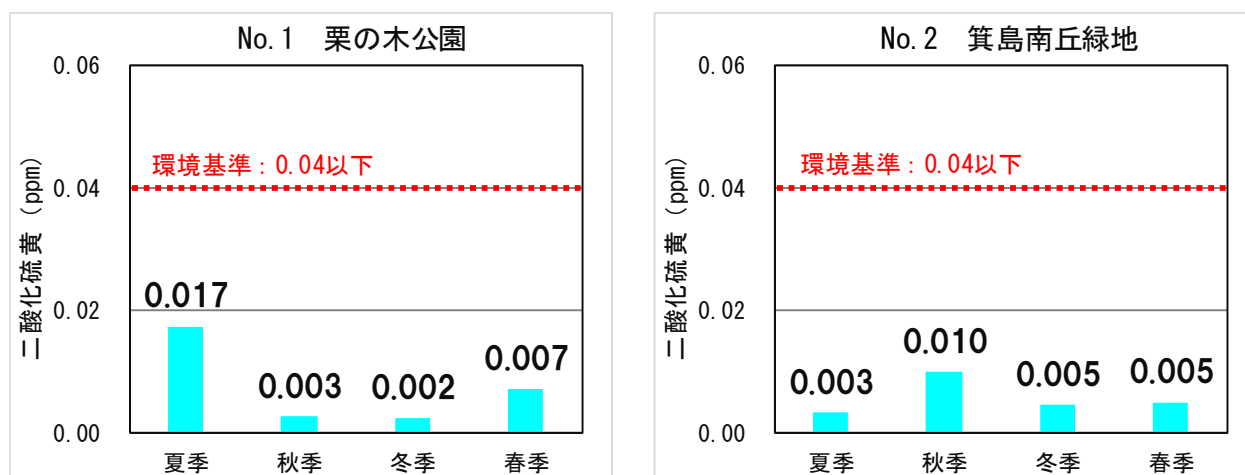 No.1　栗の木公園
0.06
0.04
0.02
0.00
二酸化硫黄 (ppm)
環境基準：0.04以下
0.017
0.003
0.002
0.007
夏季
秋季
冬季
春季
No.2　箕島南丘緑地
0.06
0.04
0.02
0.00
二酸化硫黄 (ppm)
環境基準：0.04以下
0.003
0.010
0.005
0.005
夏季
秋季
冬季
春季